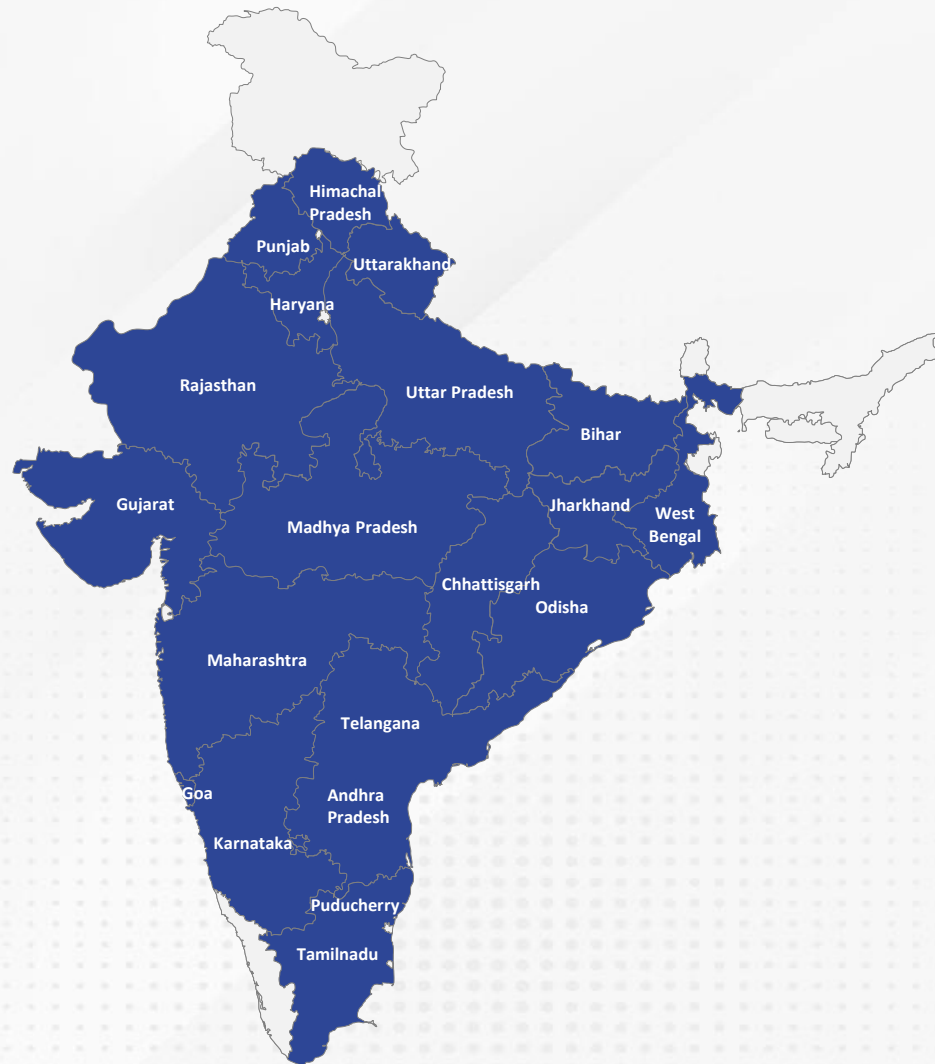 Himachal
Pradesh
Punjab
Uttarakhand
Haryana
Rajasthan
Uttar Pradesh
Bihar
Gujarat
Jharkhand
West
Bengal
Madhya Pradesh
Chhattisgarh
Odisha
Maharashtra
Telangana
Goa
Andhra
Pradesh
Karnataka
Puducherry
Tamilnadu